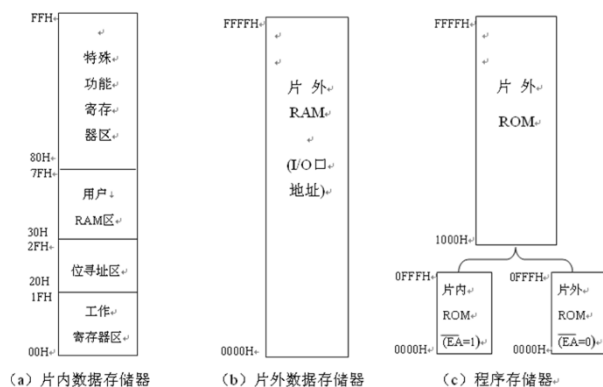 FFH
特殊
功能
寄存
器区
80H
7FH
用户
RAM区
30H
2FH
位寻址区
20H
1FH
工作
寄存器区
00H
(a) 片内数据存储器
FFFFH
片 外
RAM
(I/O口
地址)
0000H
(b) 片外数据存储器
FFFFH
片 外
ROM
1000H
0FFFH
片内
ROM
(E̅A̅=1)
0000H
0FFFH
片外
ROM
(E̅A̅=0)
0000H
(c) 程序存储器